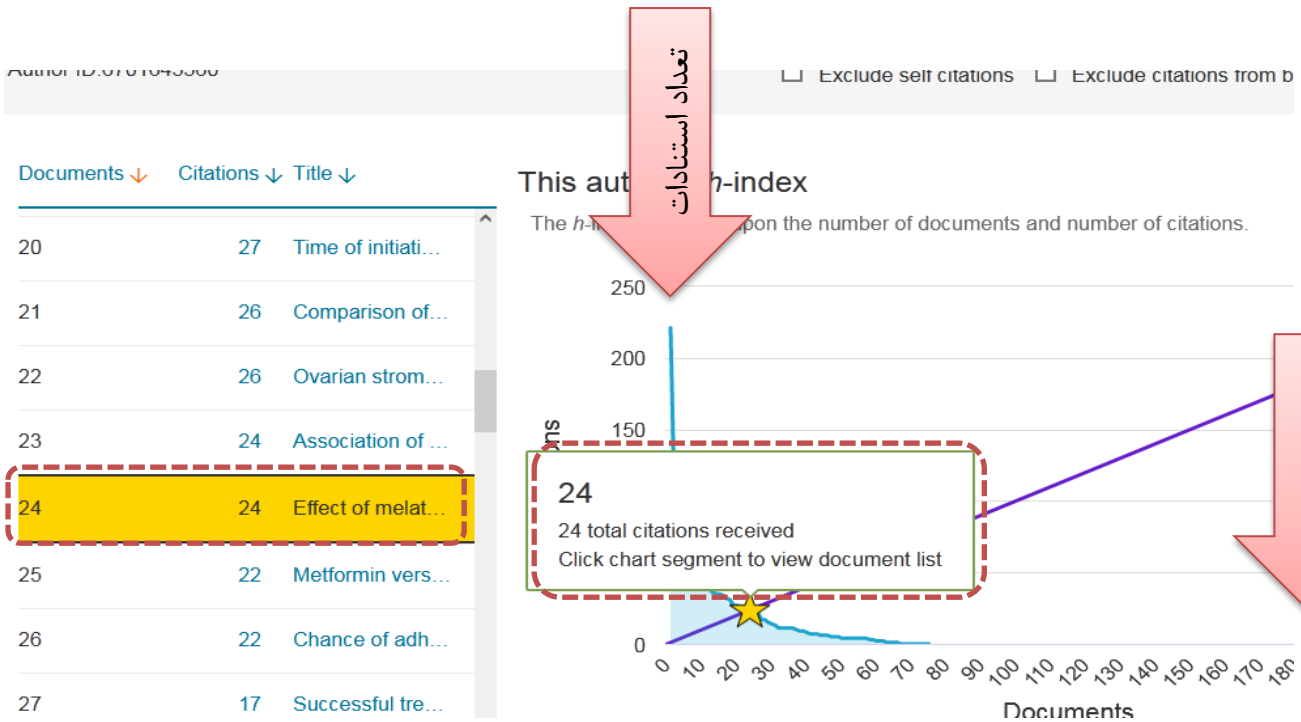 تعداد استنادات
Exclude self citations Exclude citations from b
Documents Citations Title
20 27 Time of initiati...
21 26 Comparison of...
22 26 Ovarian strom...
23 24 Association of ...
24 24 Effect of melat...
25 22 Metformin vers...
26 22 Chance of adh...
27 17 Successful tre...
This aut h-index
The h-i pon the number of documents and number of citations.
250
200
150
24
24 total citations received
Click chart segment to view document list
0
0 10 20 30 40 50 60 70 80 90 100 110 120 130 140 150 160 170 180
Documents